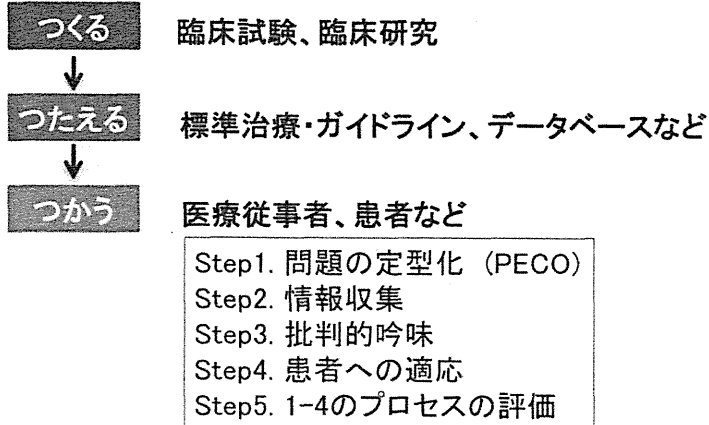 つくる 臨床試験、臨床研究
つたえる 標準治療・ガイドライン、データベースなど
つかう 医療従事者、患者など
Step1. 問題の定型化 (PECO)
Step2. 情報収集
Step3. 批判的吟味
Step4. 患者への適応
Step5. 1-4のプロセスの評価